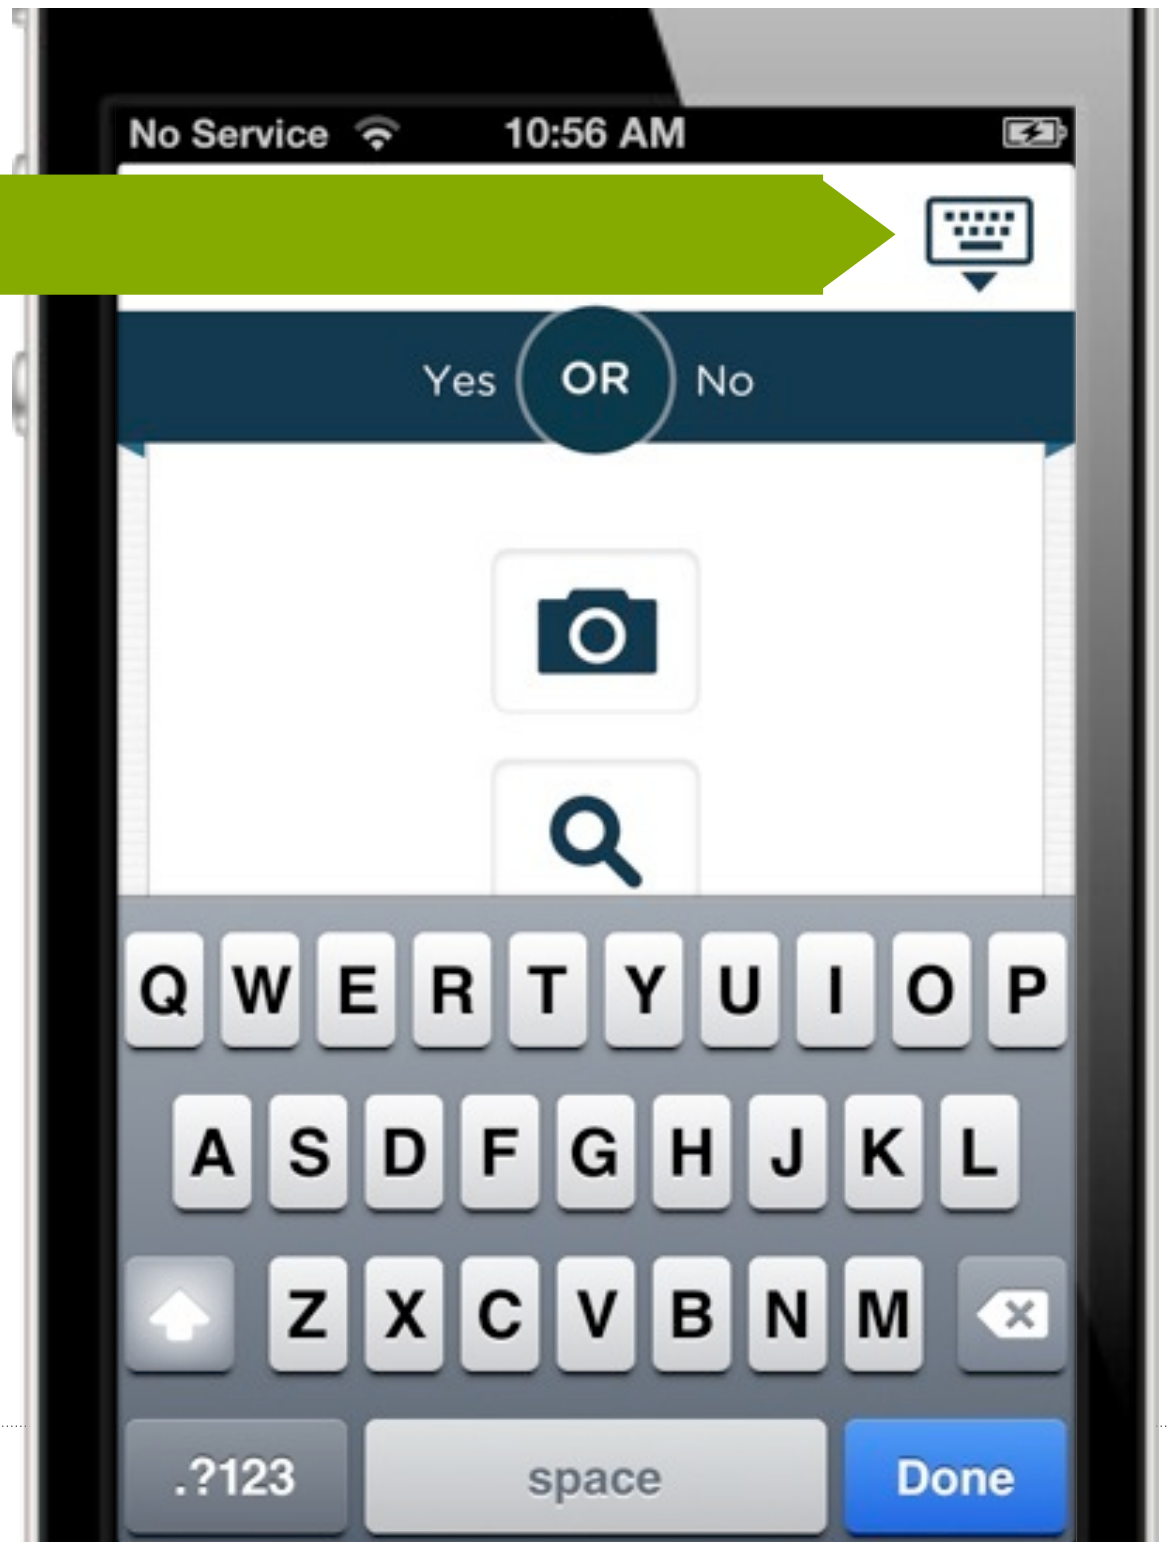 No Service 10:56 AM
Yes OR No
Q W E R T Y U I O P
A S D F G H J K L
Z X C V B N M
.?123 space Done